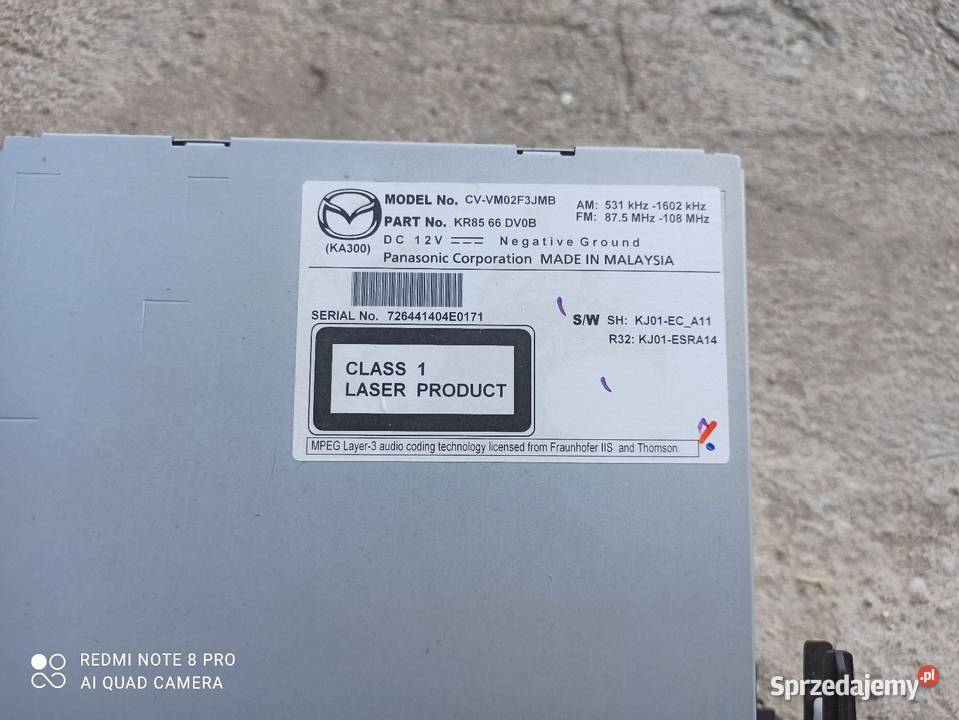 MODEL No. CV-VM02F3JMB
AM: 531 kHz -1602 kHz
PART No. KR85 66 DV0B
FM: 87.5 MHz -108 MHz
(KA300)
DC 12V Negative Ground
Panasonic Corporation MADE IN MALAYSIA
SERIAL No. 726441404E0171
S/W SH: KJ01-EC_A11
R32: KJ01-ESRA14
CLASS 1
LASER PRODUCT
MPEG Layer-3 audio coding technology licensed from Fraunhofer IIS and Thomson.
REDMI NOTE 8 PRO
AI QUAD CAMERA
Sprzedajemy.pl